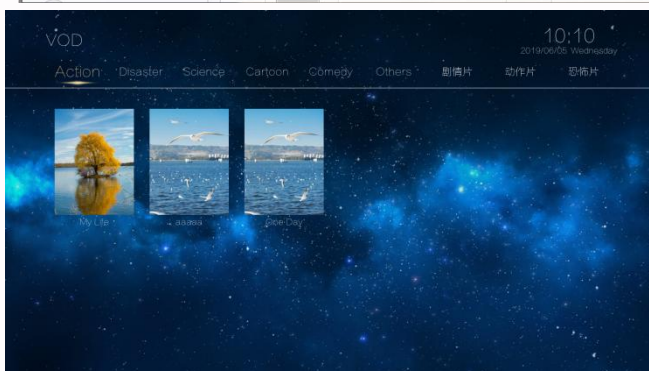 VOD
10:10
2019/06/05 Wednesday
Action Disaster Science Cartoon Comedy Others 剧情片 动作片 恐怖片
My Life aaaaa One Day